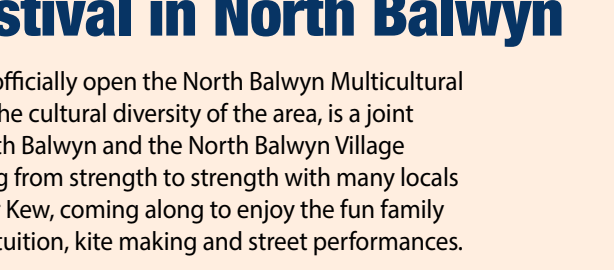 stival in North Balwyn
officially open the North Balwyn Multicultural
he cultural diversity of the area, is a joint
th Balwyn and the North Balwyn Village
g from strength to strength with many locals
Kew, coming along to enjoy the fun family
tuition, kite making and street performances.